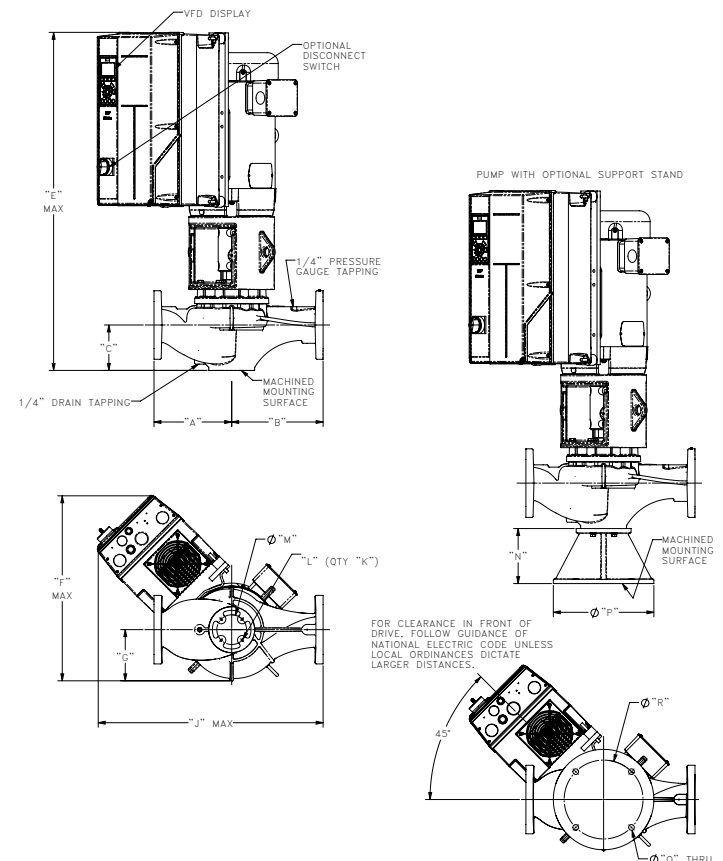 VFD DISPLAY
OPTIONAL
DISCONNECT
SWITCH
"E"
MAX
1/4" PRESSURE
GAUGE TAPPING
"C"
MACHINED
MOUNTING
SURFACE
1/4" DRAIN TAPPING
"A"
"B"
PUMP WITH OPTIONAL SUPPORT STAND
"N"
MACHINED
MOUNTING
SURFACE
Ø"P"
Ø"M"
"L" (QTY "K")
"F"
MAX
"G"
"J" MAX
FOR CLEARANCE IN FRONT OF
DRIVE, FOLLOW GUIDANCE OF
NATIONAL ELECTRIC CODE UNLESS
LOCAL ORDINANCES DICTATE
LARGER DISTANCES.
Ø"R"
45°